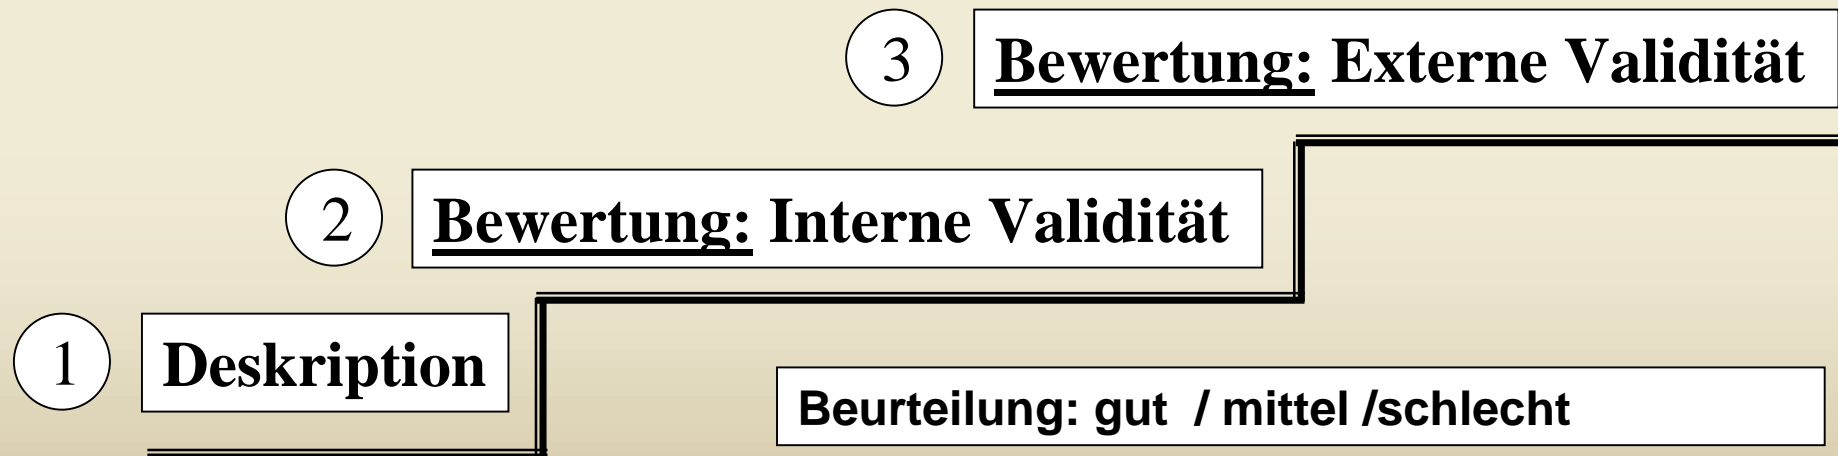 3 Bewertung: Externe Validität
2 Bewertung: Interne Validität
1 Deskription
Beurteilung: gut / mittel /schlecht